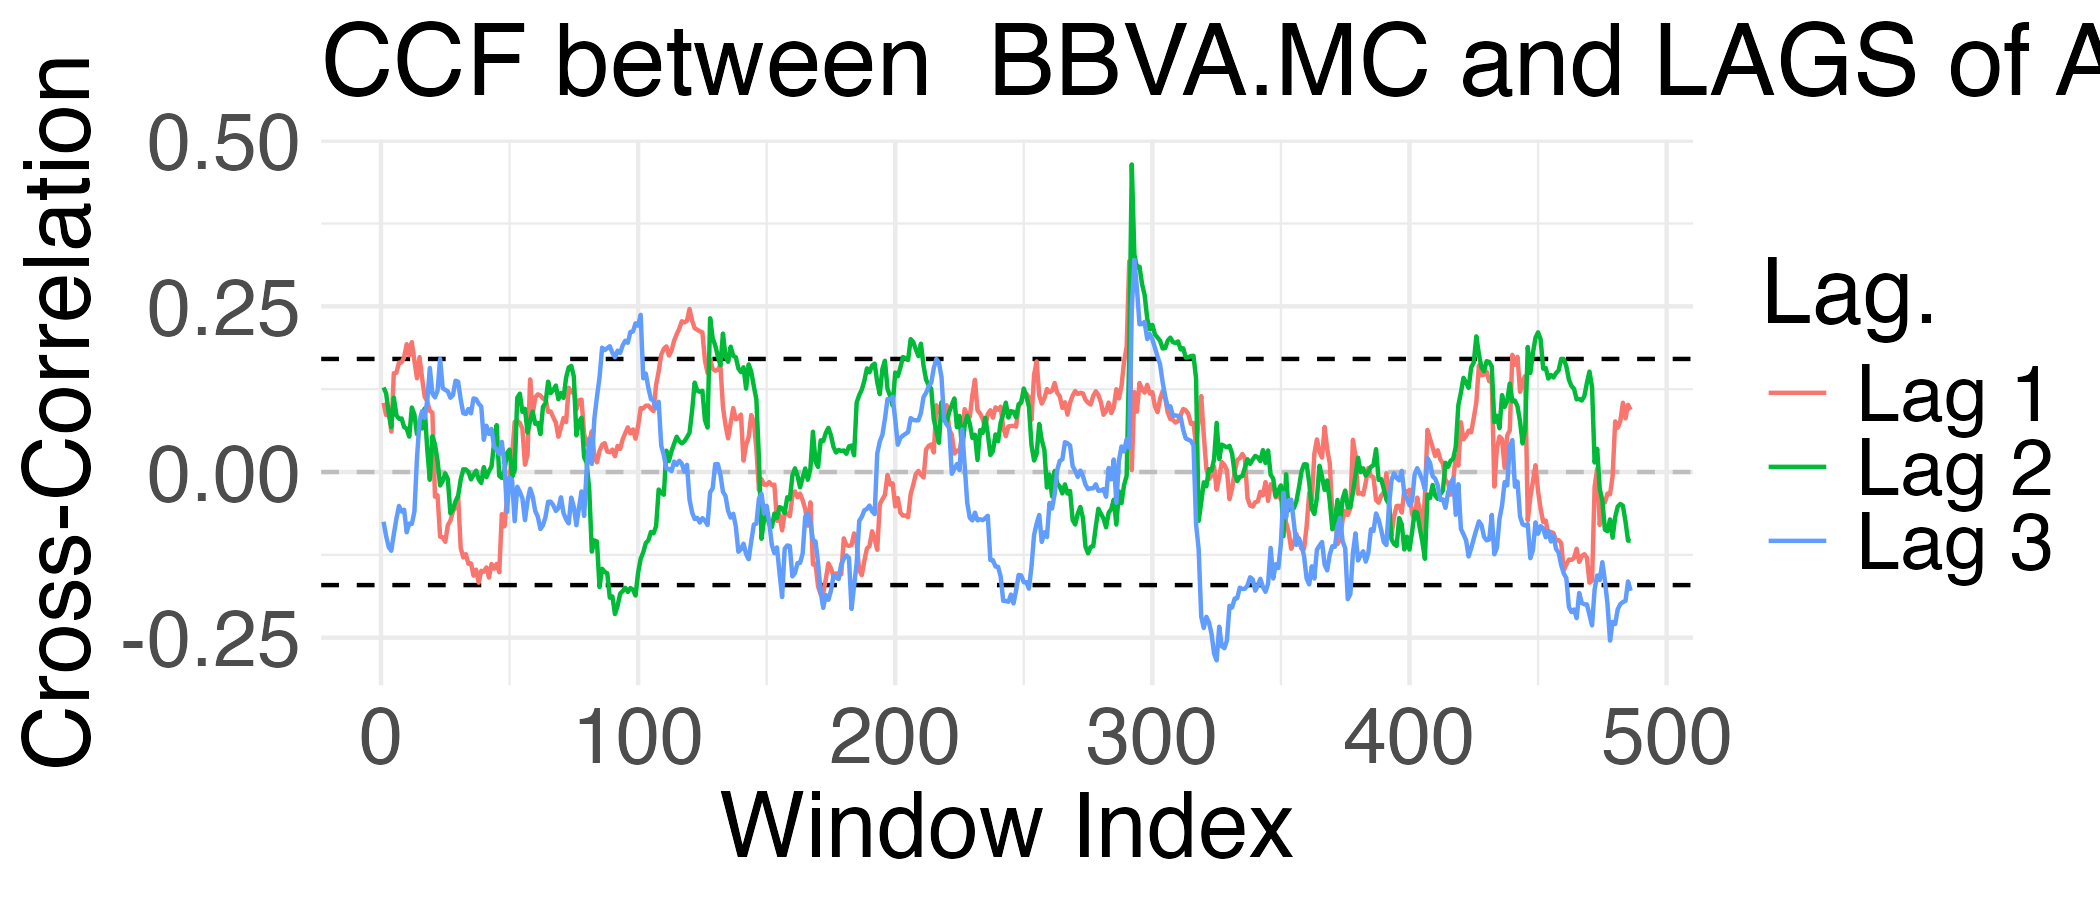 CCF between  BBVA.MC and LAGS of A
Cross-Correlation
0.50
0.25
0.00
-0.25
0 100 200 300 400 500
Window Index
Lag.
Lag 1
Lag 2
Lag 3